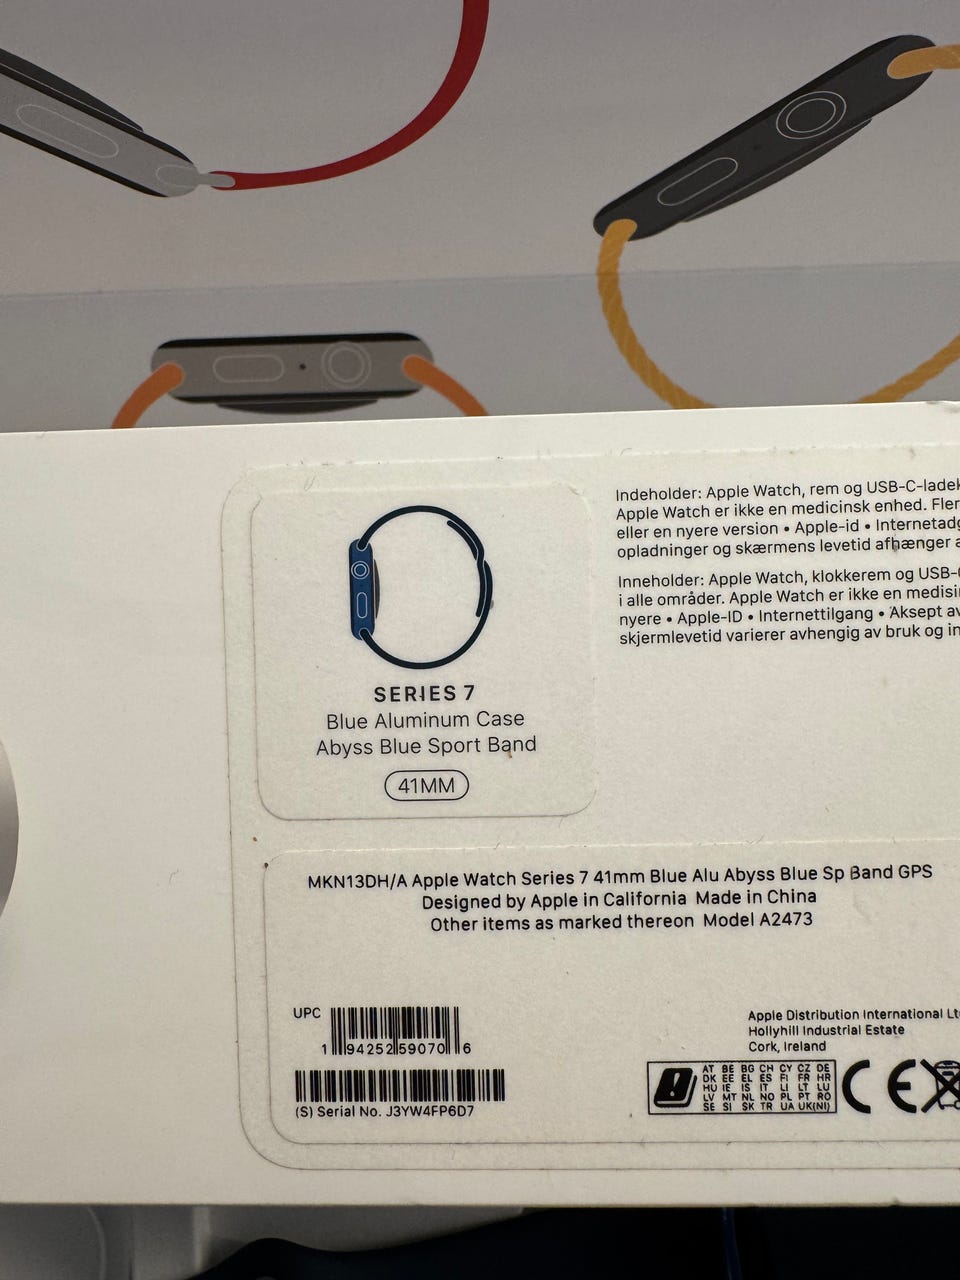 Indeholder: Apple Watch, rem og USB-C-ladek
Apple Watch er ikke en medicinsk enhed. Fler
eller en nyere version • Apple-id • Internetadg
opladninger og skærmens levetid afhænger a
Inneholder: Apple Watch, klokkerem og USB-C
i alle områder. Apple Watch er ikke en medisi
nyere • Apple-ID • Internettilgang • Aksept av
skjermlevetid varierer avhengig av bruk og in
SERIES 7
Blue Aluminum Case
Abyss Blue Sport Band
41MM
MKN13DH/A Apple Watch Series 7 41mm Blue Alu Abyss Blue Sp Band GPS
Designed by Apple in California Made in China
Other items as marked thereon Model A2473
UPC
1 94252 59070 6
(S) Serial No. J3YW4FP6D7
Apple Distribution International Lt
Hollyhill Industrial Estate
Cork, Ireland
AT BE BG CH CY CZ DE
DK EE EL ES FI FR HR
HU IE IS IT LI LT LU
LV MT NL NO PL PT RO
SE SI SK TR UA UK(NI)
CE